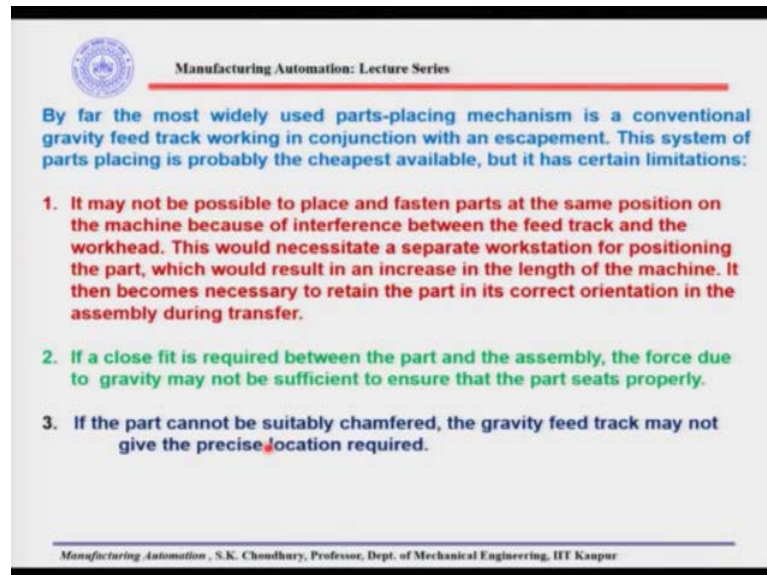 Manufacturing Automation: Lecture Series
By far the most widely used parts-placing mechanism is a conventional
gravity feed track working in conjunction with an escapement. This system of
parts placing is probably the cheapest available, but it has certain limitations:
1. It may not be possible to place and fasten parts at the same position on
the machine because of interference between the feed track and the
workhead. This would necessitate a separate workstation for positioning
the part, which would result in an increase in the length of the machine. It
then becomes necessary to retain the part in its correct orientation in the
assembly during transfer.
2. If a close fit is required between the part and the assembly, the force due
to gravity may not be sufficient to ensure that the part seats properly.
3. If the part cannot be suitably chamfered, the gravity feed track may not
give the precise location required.
Manufacturing Automation, S.K. Choudhury, Professor, Dept. of Mechanical Engineering, IIT Kanpur